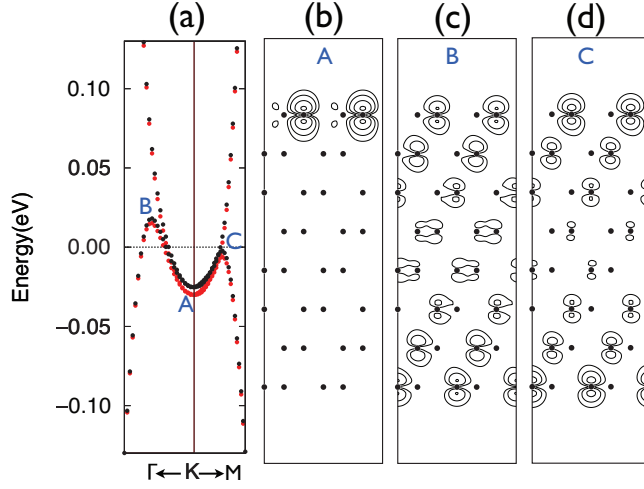 (a) (b) (c) (d)
A B C
0.10
0.05
B
0.00
C
A
−0.05
−0.10
Energy(eV)
Γ←K→M